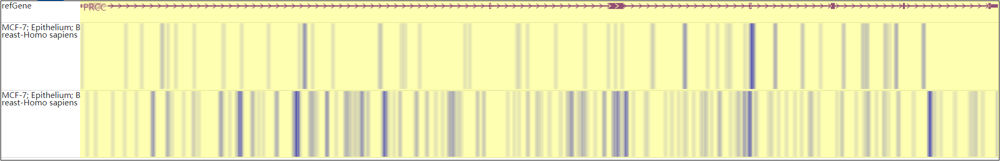 refGene
PRCC
MCF-7; Epithelium; B
reast-Homo sapiens
MCF-7; Epithelium; B
reast-Homo sapiens